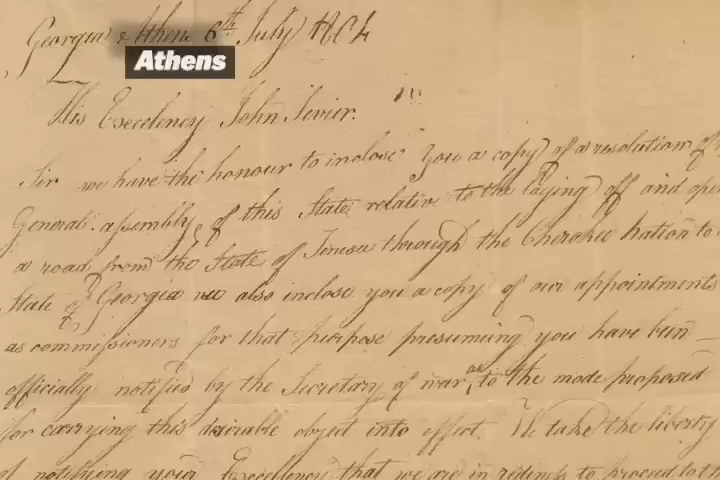 Georgia Athens 6th July 1804
Athens
His Excelency John Sevier.
Sir we have the honour to inclose you a copy of a resolution of
General assembly of this State relative to the laying off and
a road from the State of Tenesee through the Cherokee Nation to
State of Georgia we also inclose you a copy of our appointments
as commissioners for that purpose presuming you have been
officially notified by the Secretary of war, as to the mode proposed
for carrying this desirable object into effect. We take the liberty
of notifying your Excellency that we are in rediness to proceed to